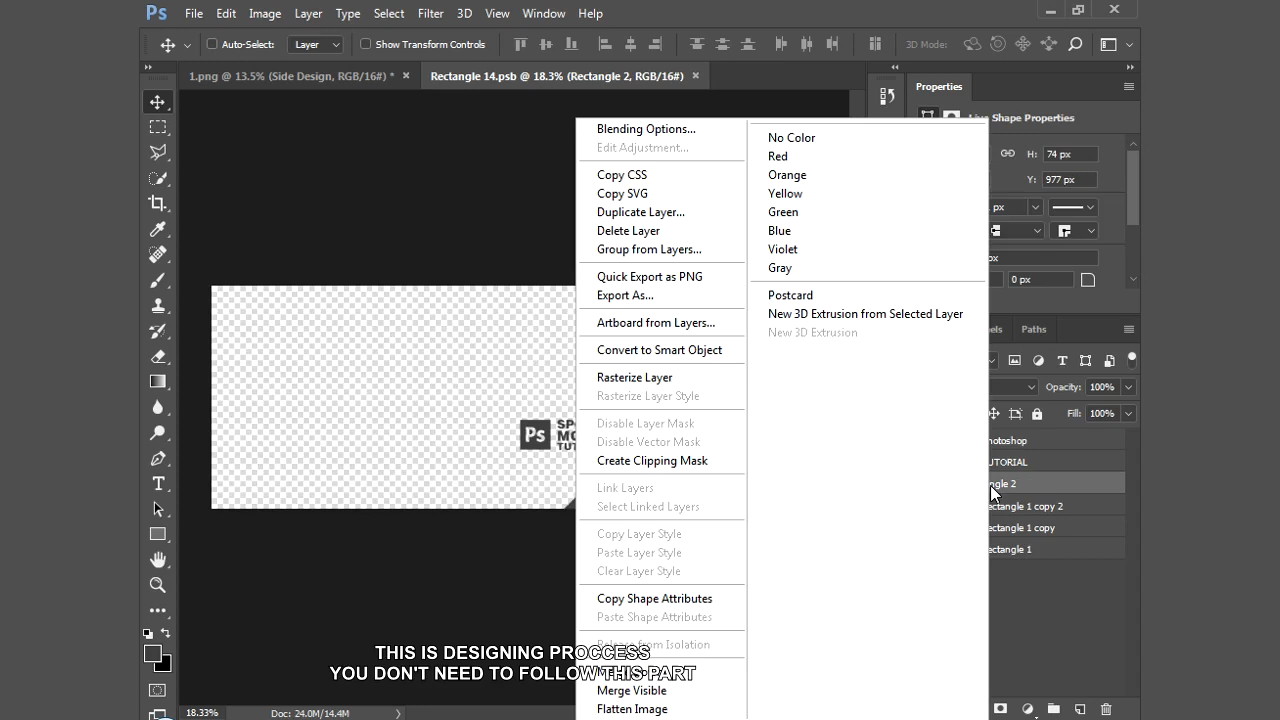 Ps File Edit Image Layer Type Select Filter 3D View Window Help
Auto-Select: Layer Show Transform Controls 3D Mode:
1.png @ 13.5% (Side Design, RGB/16#) * × Rectangle 14.psb @ 18.3% (Rectangle 2, RGB/16#) ×
Properties
Shape Properties
H: 74 px
Y: 977 px
px
px
0 px
Paths
Opacity: 100%
Fill: 100%
Blending Options...
Edit Adjustment...
Copy CSS
Copy SVG
Duplicate Layer...
Delete Layer
Group from Layers...
Quick Export as PNG
Export As...
Artboard from Layers...
Convert to Smart Object
Rasterize Layer
Rasterize Layer Style
Disable Layer Mask
Disable Vector Mask
Create Clipping Mask
Link Layers
Select Linked Layers
Copy Layer Style
Paste Layer Style
Clear Layer Style
Copy Shape Attributes
Paste Shape Attributes
Release from Isolation
Merge Visible
Flatten Image
No Color
Red
Orange
Yellow
Green
Blue
Violet
Gray
Postcard
New 3D Extrusion from Selected Layer
New 3D Extrusion
Ps
2
1 copy 2
1 copy
1
THIS IS DESIGNING PROCCESS
YOU DON'T NEED TO FOLLOW THIS PART
18.33% Doc: 24.0M/14.4M